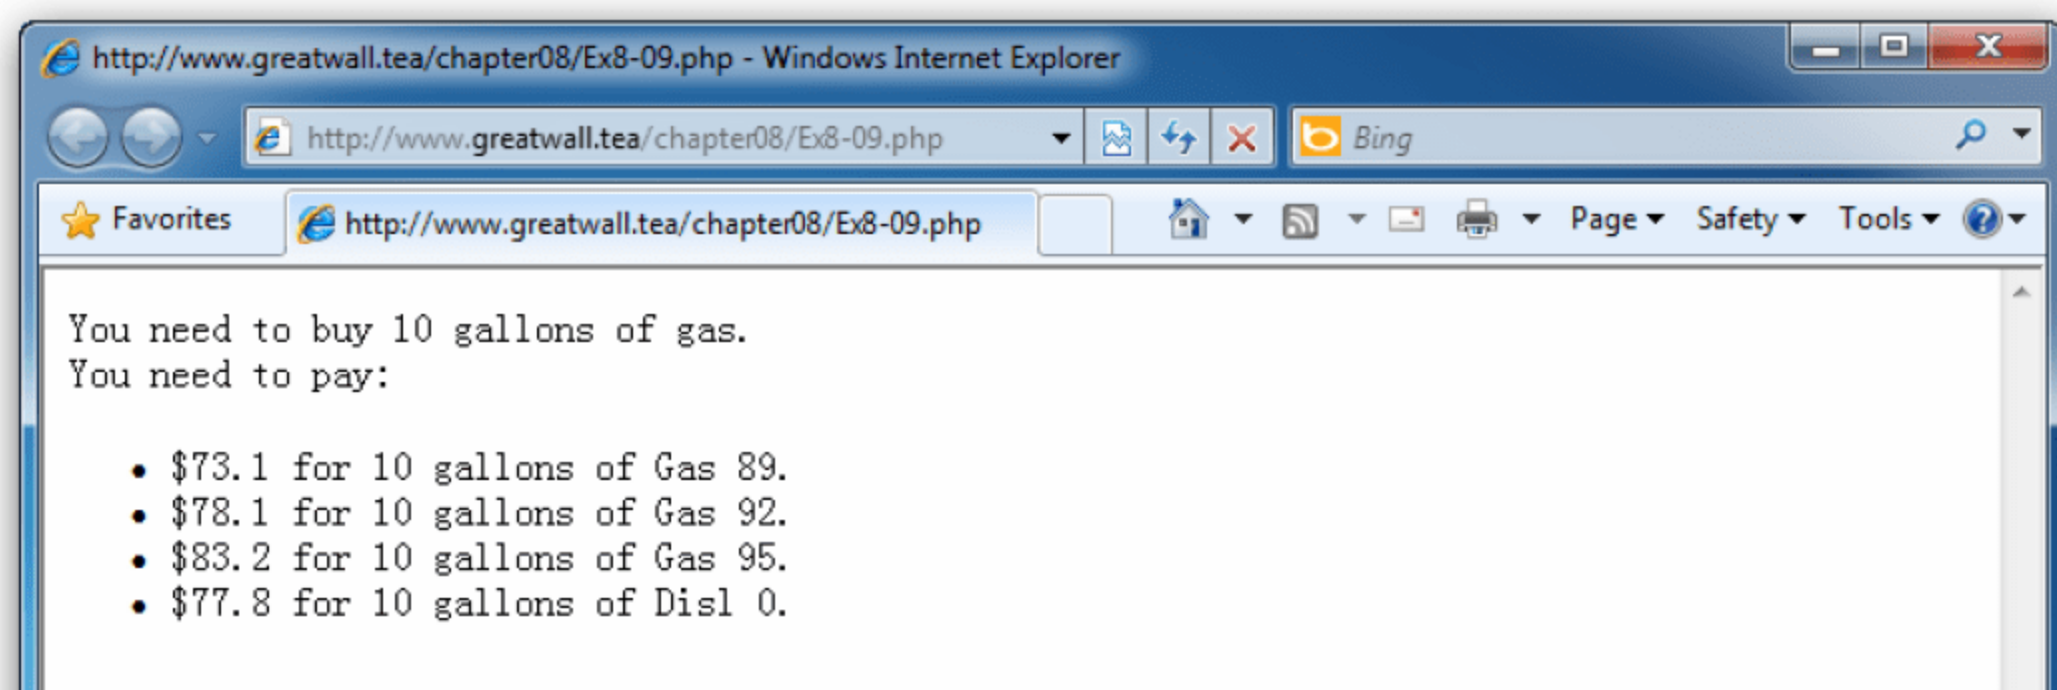 http://www.greatwall.tea/chapter08/Ex8-09.php - Windows Internet Explorer
http://www.greatwall.tea/chapter08/Ex8-09.php
Bing
Favorites
http://www.greatwall.tea/chapter08/Ex8-09.php
Page
Safety
Tools
You need to buy 10 gallons of gas.
You need to pay:
• $73.1 for 10 gallons of Gas 89.
• $78.1 for 10 gallons of Gas 92.
• $83.2 for 10 gallons of Gas 95.
• $77.8 for 10 gallons of Disl 0.